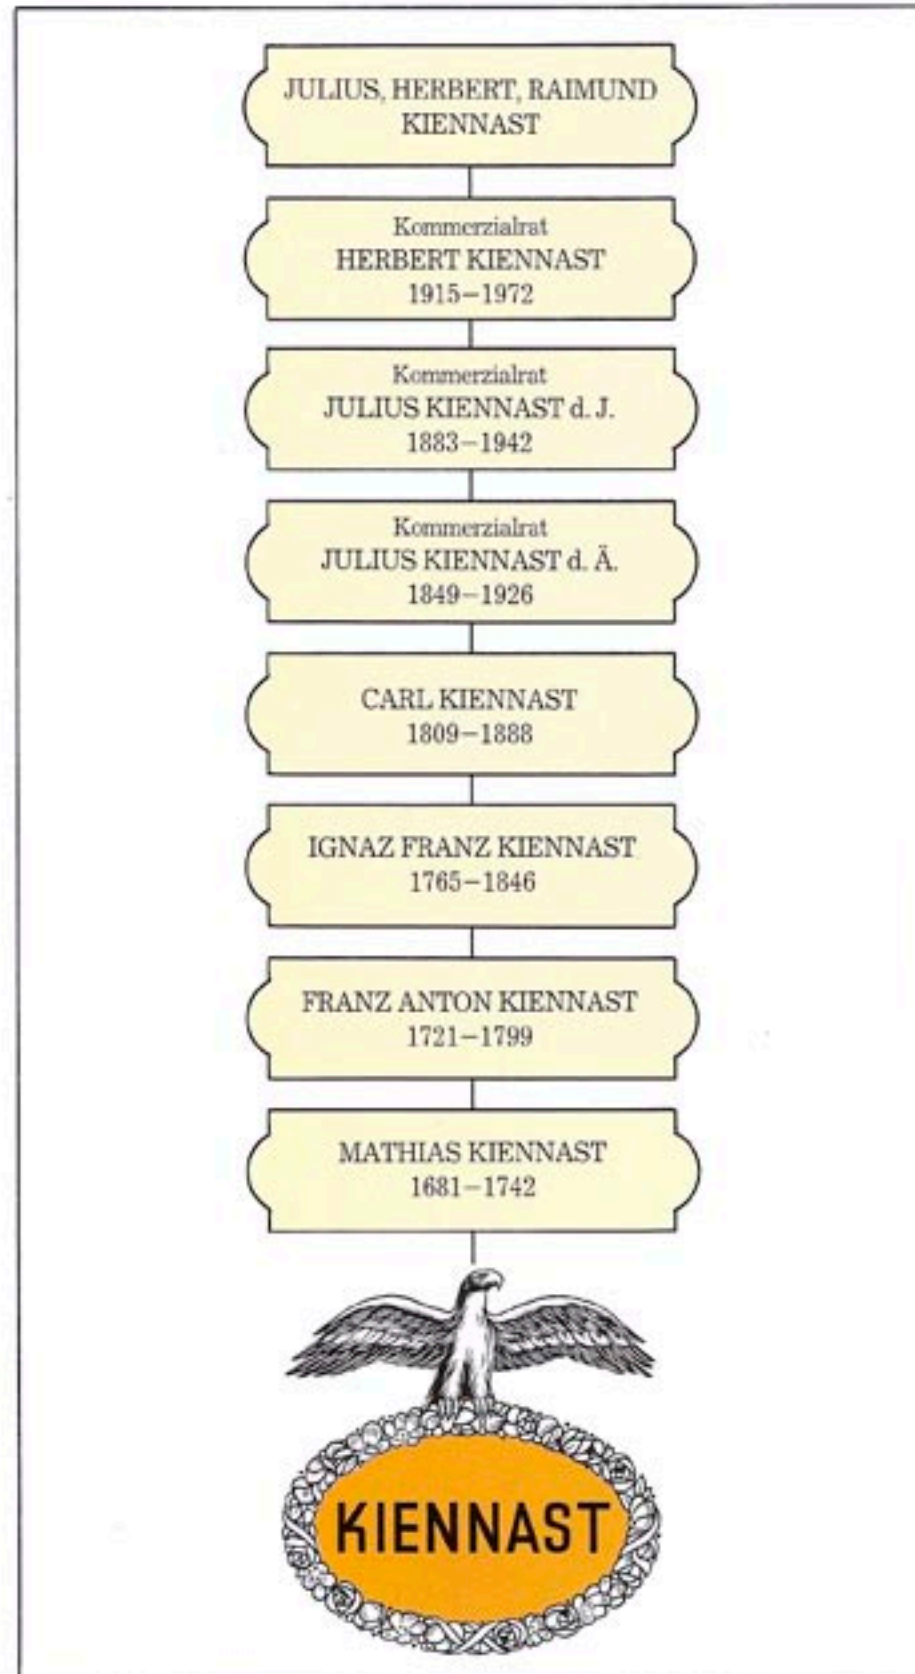 JULIUS, HERBERT, RAIMUND
KIENNAST
Kommerzialrat
HERBERT KIENNAST
1915–1972
Kommerzialrat
JULIUS KIENNAST d. J.
1883–1942
Kommerzialrat
JULIUS KIENNAST d. Ä.
1849–1926
CARL KIENNAST
1809–1888
IGNAZ FRANZ KIENNAST
1765–1846
FRANZ ANTON KIENNAST
1721–1799
MATHIAS KIENNAST
1681–1742
KIENNAST